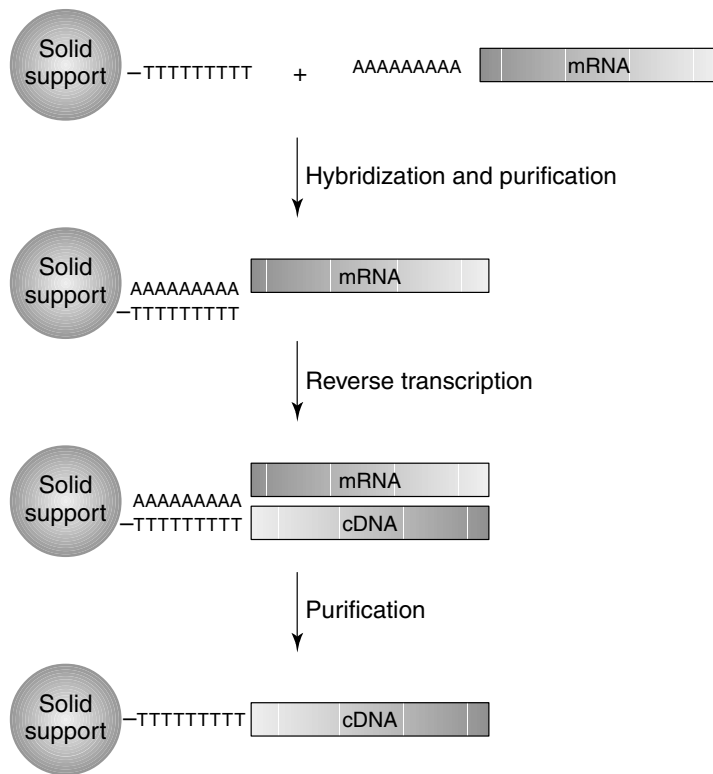 Solid
support
–TTTTTTTTT + AAAAAAAAA mRNA
Hybridization and purification
Solid
support
AAAAAAAAA mRNA
–TTTTTTTTT
Reverse transcription
Solid
support
mRNA
AAAAAAAAA
–TTTTTTTTT cDNA
Purification
Solid
support
–TTTTTTTTT cDNA